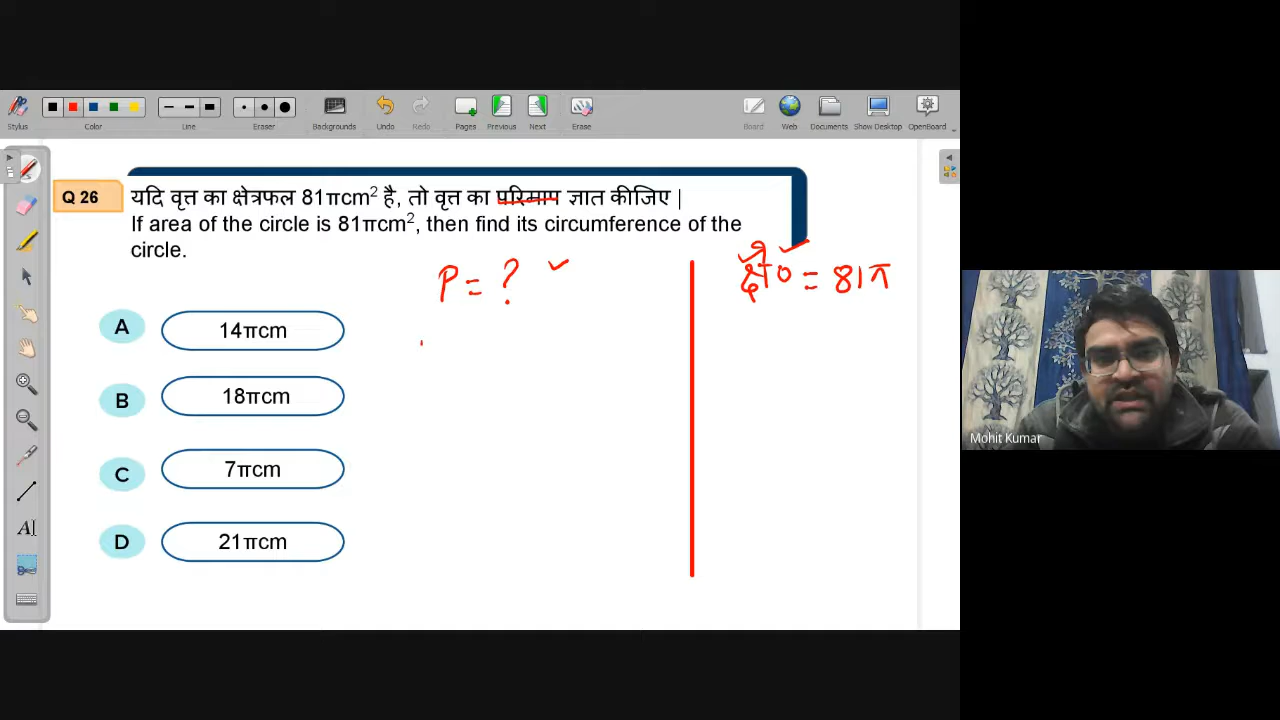 Stylus
Color
Line
Eraser
Backgrounds
Undo
Redo
Pages
Previous
Next
Erase
Board
Web
Documents
Show Desktop
OpenBoard
Q 26
यदि वृत्त का क्षेत्रफल 81πcm² है, तो वृत्त का परिमाप ज्ञात कीजिए |
If area of the circle is 81πcm², then find its circumference of the
circle.
P = ?
क्षे० = 81π
A 14πcm
B 18πcm
C 7πcm
D 21πcm
Mohit Kumar